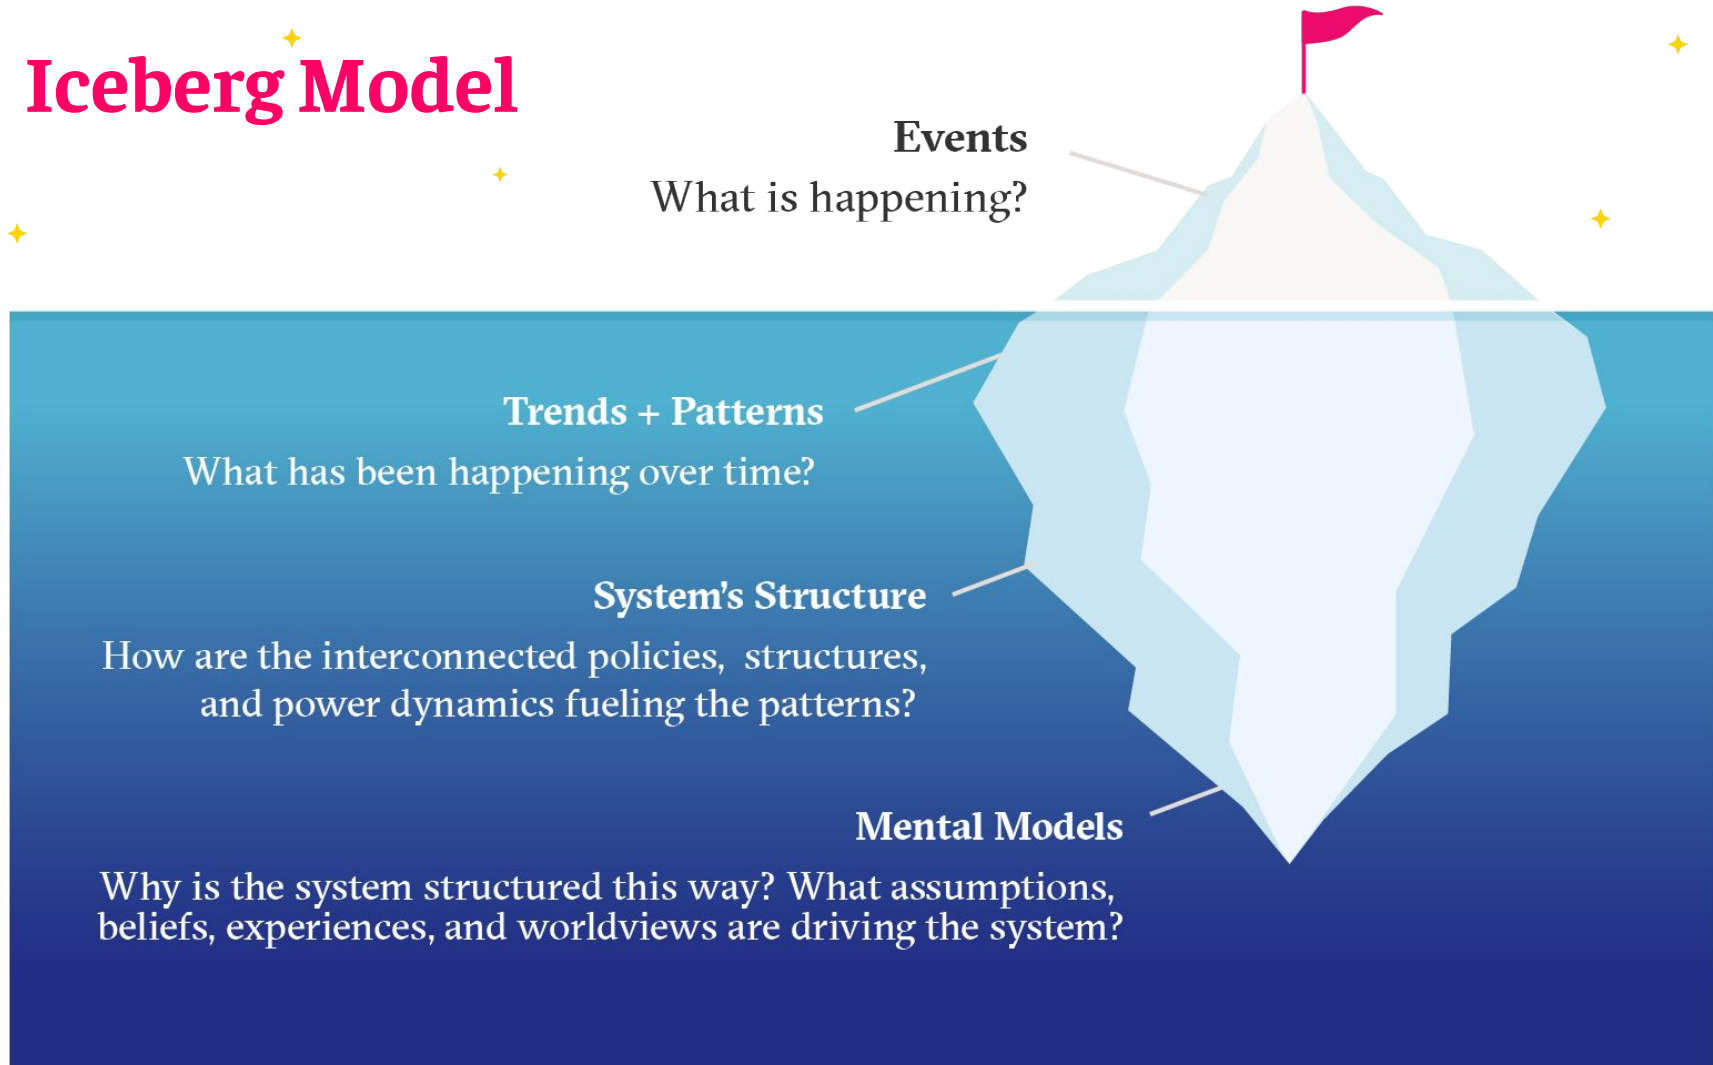 Iceberg Model
Events
What is happening?
Trends + Patterns
What has been happening over time?
System’s Structure
How are the interconnected policies, structures,
and power dynamics fueling the patterns?
Mental Models
Why is the system structured this way? What assumptions,
beliefs, experiences, and worldviews are driving the system?